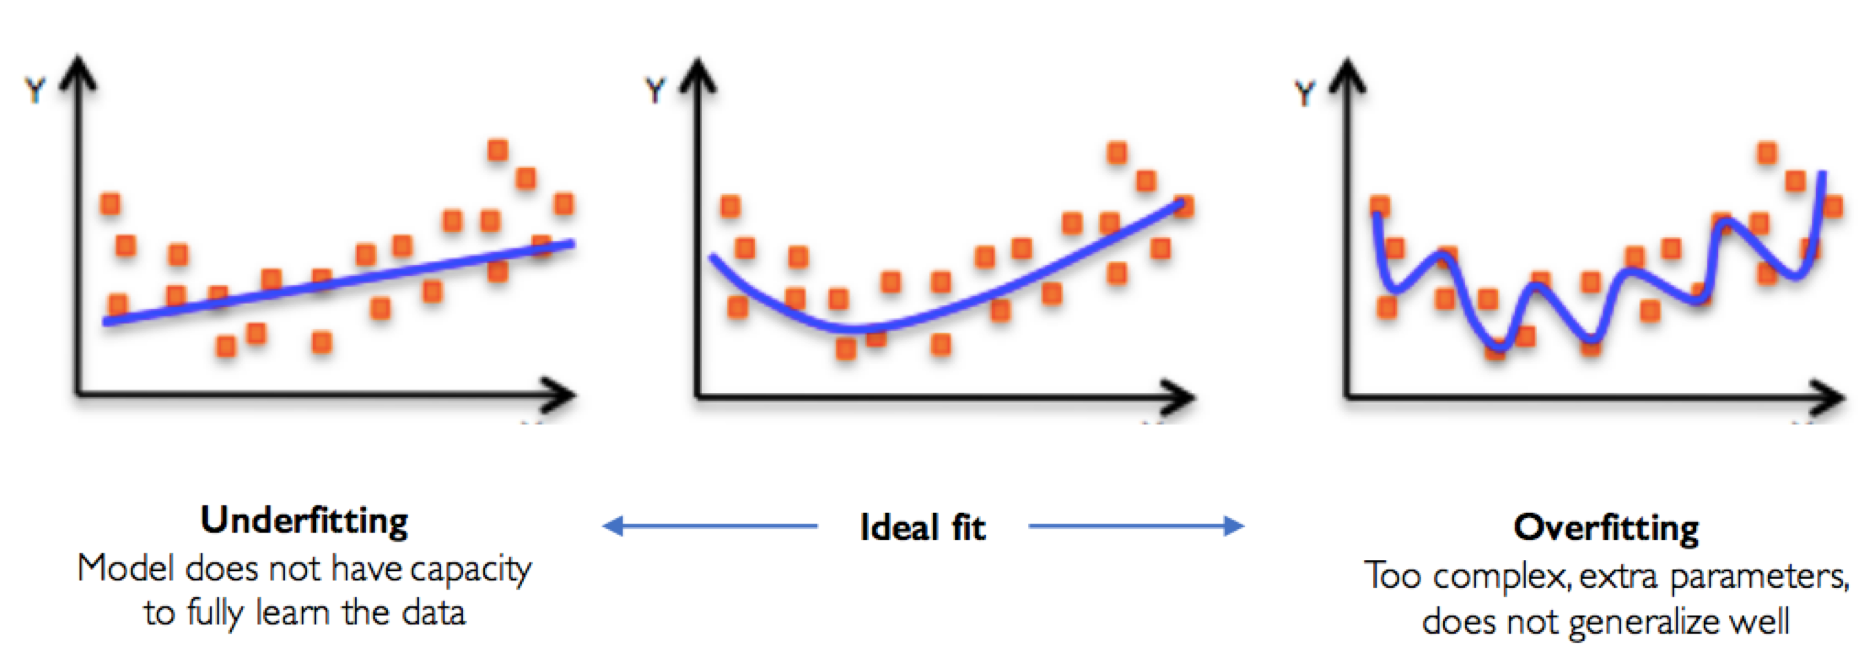 Y
Y
Y
Underfitting
Model does not have capacity
to fully learn the data
Ideal fit
Overfitting
Too complex, extra parameters,
does not generalize well